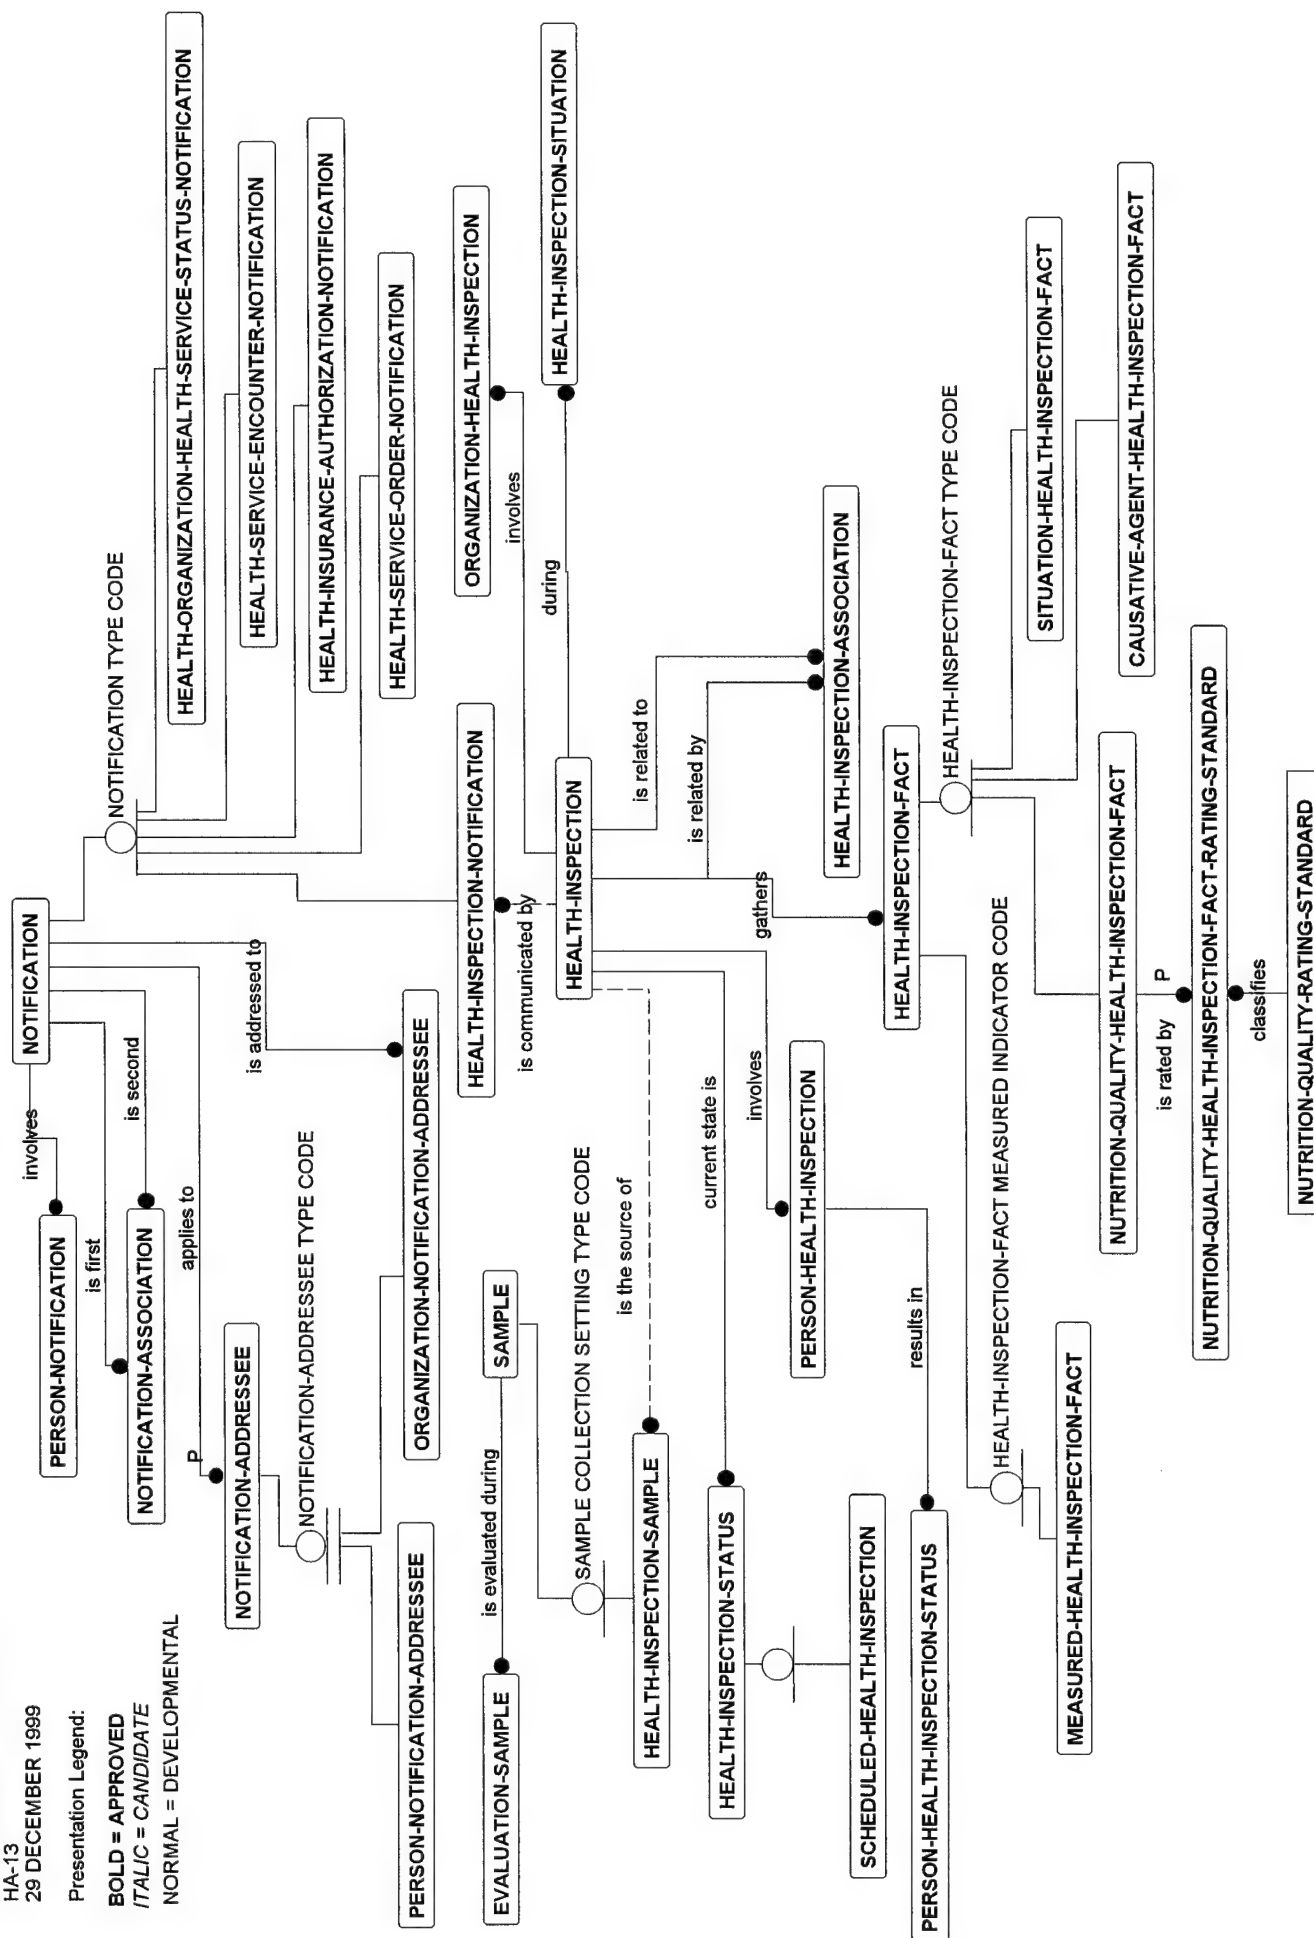 HA-13
29 DECEMBER 1999
Presentation Legend:
BOLD = APPROVED
ITALIC = CANDIDATE
NORMAL = DEVELOPMENTAL
NOTIFICATION
involves
PERSON-NOTIFICATION
is first
is second
NOTIFICATION-ASSOCIATION
applies to
P
NOTIFICATION-ADDRESSEE
NOTIFICATION-ADDRESSEE TYPE CODE
PERSON-NOTIFICATION-ADDRESSEE
ORGANIZATION-NOTIFICATION-ADDRESSEE
is addressed to
NOTIFICATION TYPE CODE
HEALTH-ORGANIZATION-HEALTH-SERVICE-STATUS-NOTIFICATION
HEALTH-SERVICE-ENCOUNTER-NOTIFICATION
HEALTH-INSURANCE-AUTHORIZATION-NOTIFICATION
HEALTH-SERVICE-ORDER-NOTIFICATION
HEALTH-INSPECTION-NOTIFICATION
is communicated by
ORGANIZATION-HEALTH-INSPECTION
involves
HEALTH-INSPECTION-SITUATION
during
EVALUATION-SAMPLE
is evaluated during
SAMPLE
SAMPLE COLLECTION SETTING TYPE CODE
HEALTH-INSPECTION
is the source of
HEALTH-INSPECTION-SAMPLE
is related to
is related by
HEALTH-INSPECTION-ASSOCIATION
current state is
HEALTH-INSPECTION-STATUS
involves
gathers
PERSON-HEALTH-INSPECTION
SCHEDULED-HEALTH-INSPECTION
results in
PERSON-HEALTH-INSPECTION-STATUS
HEALTH-INSPECTION-FACT
HEALTH-INSPECTION-FACT TYPE CODE
HEALTH-INSPECTION-FACT MEASURED INDICATOR CODE
MEASURED-HEALTH-INSPECTION-FACT
SITUATION-HEALTH-INSPECTION-FACT
CAUSATIVE-AGENT-HEALTH-INSPECTION-FACT
NUTRITION-QUALITY-HEALTH-INSPECTION-FACT
is rated by
P
NUTRITION-QUALITY-HEALTH-INSPECTION-FACT-RATING-STANDARD
classifies
NUTRITION-QUALITY-RATING-STANDARD